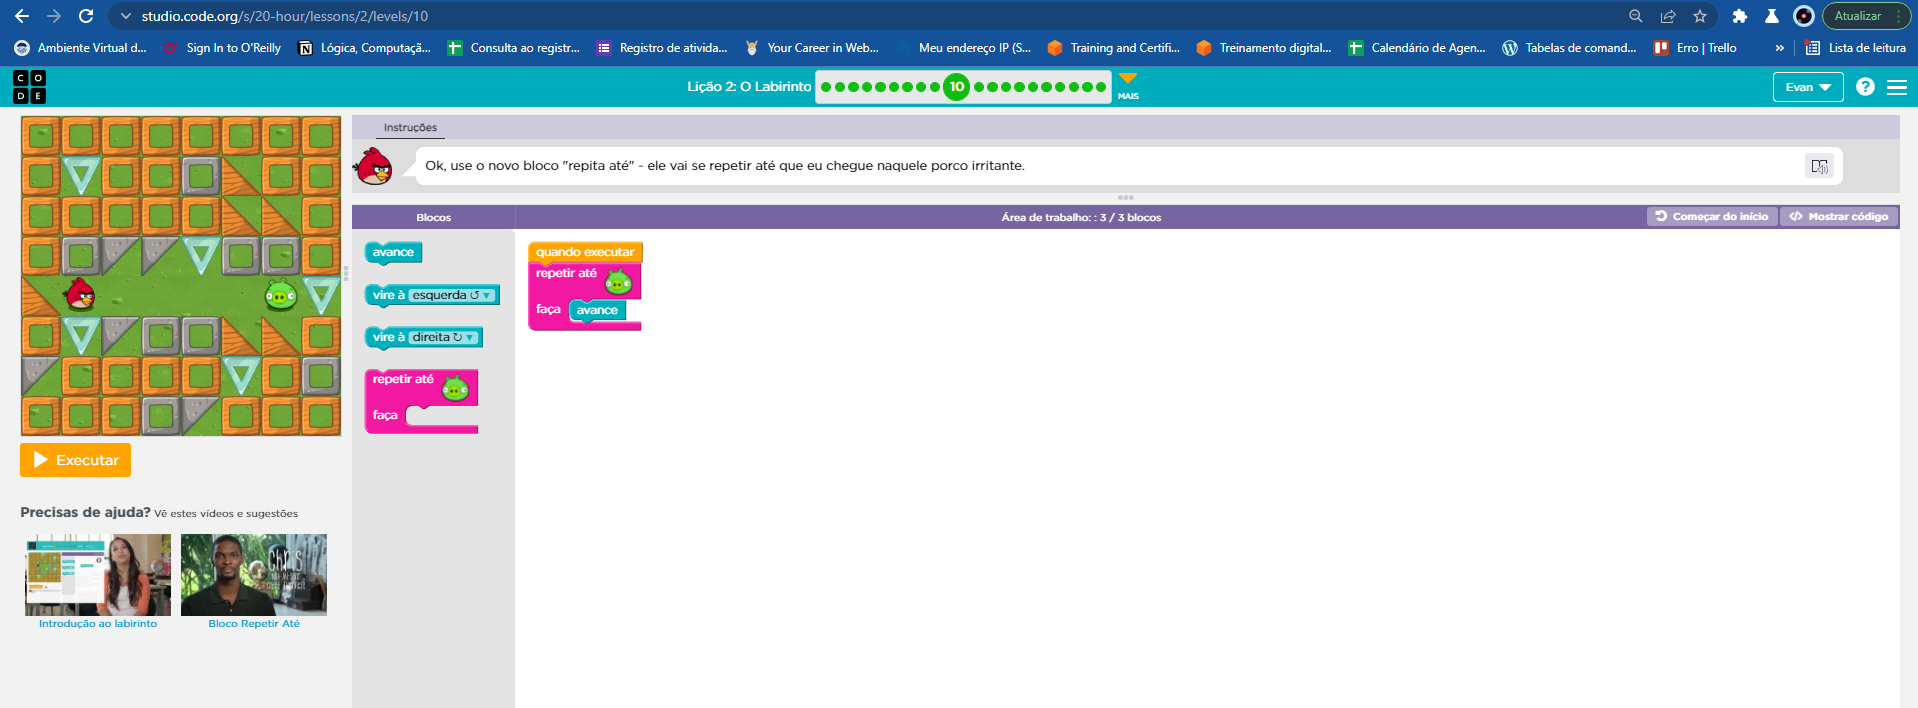 studio.code.org/s/20-hour/lessons/2/levels/10
Atualizar
Ambiente Virtual d...
Sign In to O'Reilly
Lógica, Computaçã...
Consulta ao registr...
Registro de ativida...
Your Career in Web...
Meu endereço IP (S...
Training and Certifi...
Treinamento digital...
Calendário de Agen...
Tabelas de comand...
Erro | Trello
»
Lista de leitura
C O
D E
Lição 2: O Labirinto
10
MAIS
Evan
?
Instruções
Ok, use o novo bloco "repita até" - ele vai se repetir até que eu chegue naquele porco irritante.
Blocos
Área de trabalho: : 3 / 3 blocos
Começar do início
</> Mostrar código
avance
vire à esquerda ↺
vire à direita ↻
repetir até
faça
quando executar
repetir até
faça avance
Executar
Precisas de ajuda? Vê estes vídeos e sugestões
Chris
Introdução ao labirinto
Bloco Repetir Até